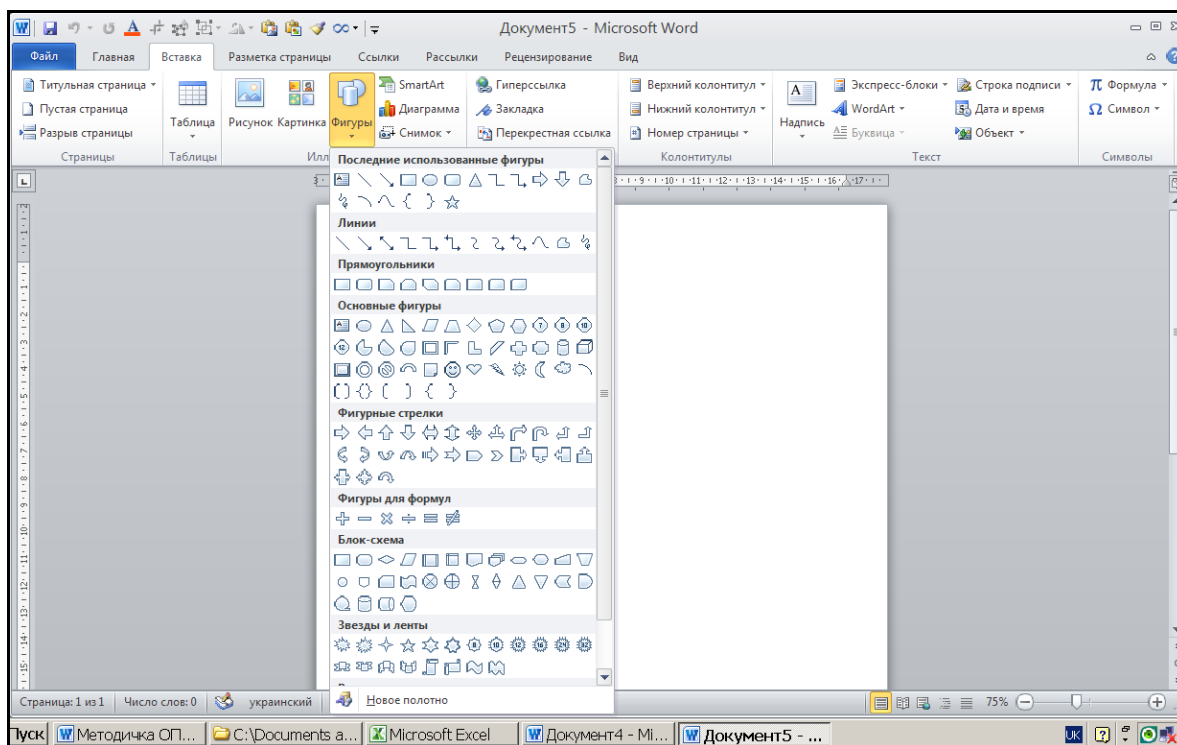 Документ5 - Microsoft Word
Файл Главная Вставка Разметка страницы Ссылки Рассылки Рецензирование Вид
Титульная страница
Пустая страница
Разрыв страницы
Страницы
Таблица
Таблицы
Рисунок Картинка Фигуры
SmartArt
Диаграмма
Снимок
Гиперссылка
Закладка
Перекрестная ссылка
Верхний колонтитул
Нижний колонтитул
Номер страницы
Колонтитулы
Надпись
Экспресс-блоки
WordArt
Буквица
Строка подписи
Дата и время
Объект
Текст
Формула
Символ
Символы
Последние использованные фигуры
Линии
Прямоугольники
Основные фигуры
Фигурные стрелки
Фигуры для формул
Блок-схема
Звезды и ленты
Новое полотно
Страница: 1 из 1 Число слов: 0 украинский 75%
Методичка ОП... C:\Documents a... Microsoft Excel Документ4 - Mi... Документ5 - ... UK